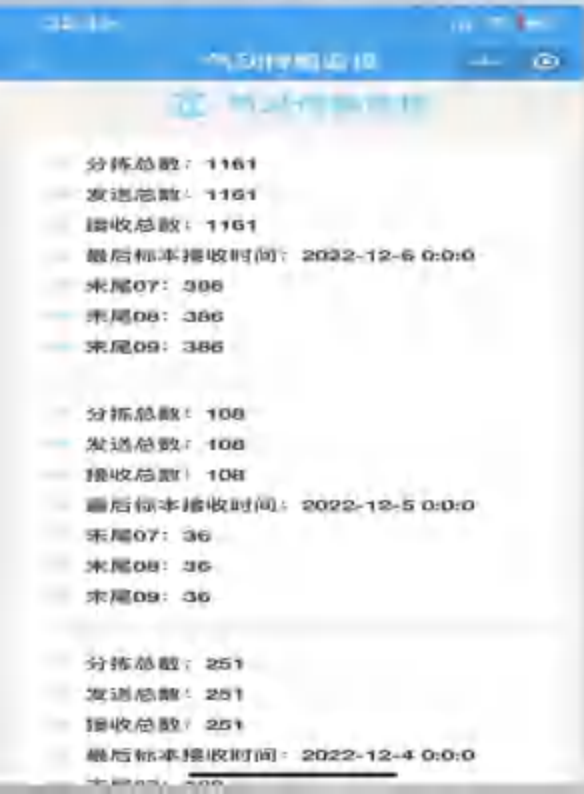 分拣总数: 1161
发送总数: 1161
接收总数: 1161
最后标本接收时间: 2022-12-6 0:0:0
末尾07: 386
末尾08: 386
末尾09: 386
分拣总数: 108
发送总数: 108
接收总数: 108
最后标本接收时间: 2022-12-5 0:0:0
末尾07: 36
末尾08: 36
末尾09: 36
分拣总数: 251
发送总数: 251
接收总数: 251
最后标本接收时间: 2022-12-4 0:0:0